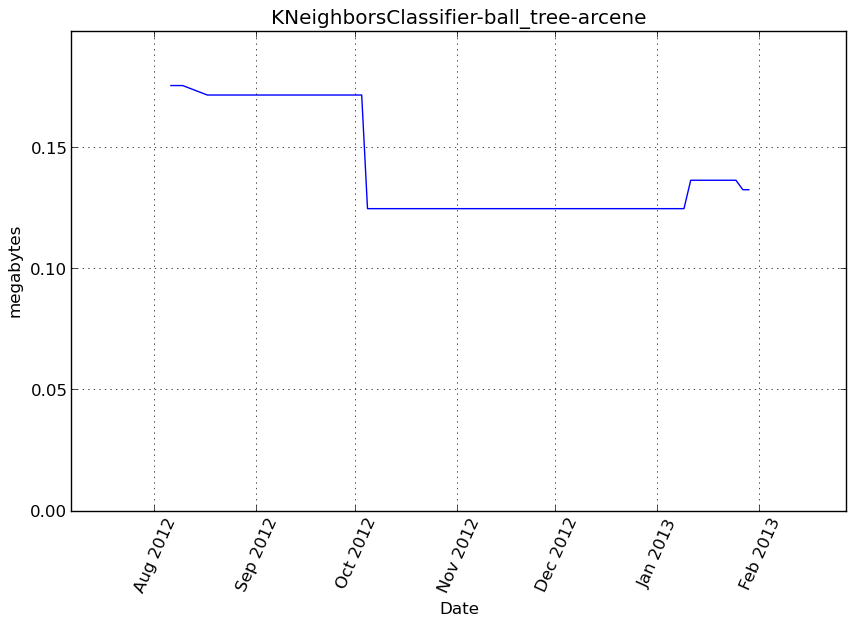 KNeighborsClassifier-ball_tree-arcene
megabytes
0.15
0.10
0.05
0.00
Aug 2012
Sep 2012
Oct 2012
Nov 2012
Dec 2012
Jan 2013
Feb 2013
Date